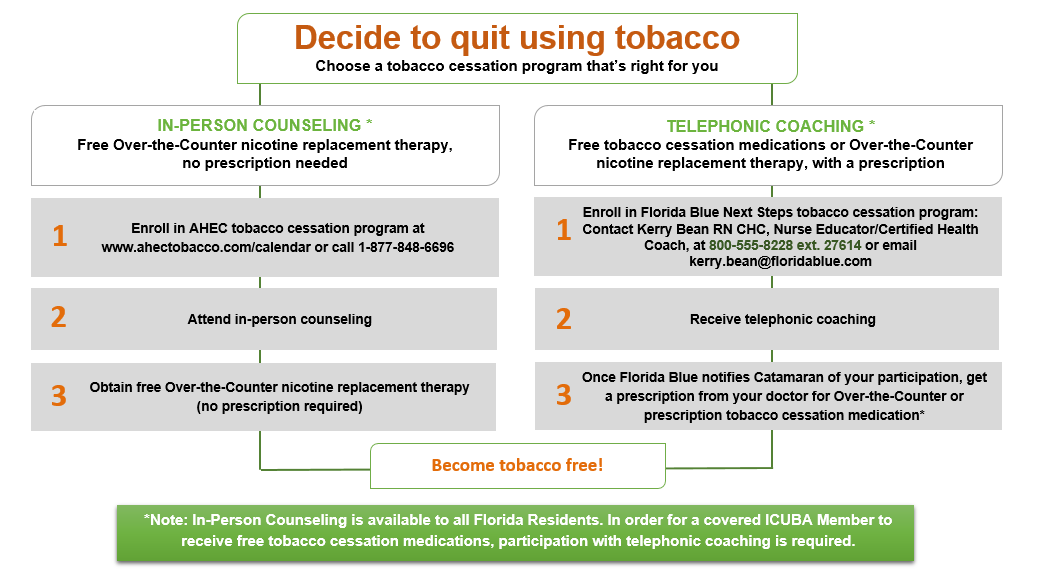 Decide to quit using tobacco
Choose a tobacco cessation program that's right for you
IN-PERSON COUNSELING *
Free Over-the-Counter nicotine replacement therapy,
no prescription needed
1
Enroll in AHEC tobacco cessation program at
www.ahectobacco.com/calendar or call 1-877-848-6696
2
Attend in-person counseling
3
Obtain free Over-the-Counter nicotine replacement therapy
(no prescription required)
TELEPHONIC COACHING *
Free tobacco cessation medications or Over-the-Counter
nicotine replacement therapy, with a prescription
1
Enroll in Florida Blue Next Steps tobacco cessation program:
Contact Kerry Bean RN CHC, Nurse Educator/Certified Health
Coach, at 800-555-8228 ext. 27614 or email
kerry.bean@floridablue.com
2
Receive telephonic coaching
3
Once Florida Blue notifies Catamaran of your participation, get
a prescription from your doctor for Over-the-Counter or
prescription tobacco cessation medication*
Become tobacco free!
*Note: In-Person Counseling is available to all Florida Residents. In order for a covered ICUBA Member to
receive free tobacco cessation medications, participation with telephonic coaching is required.